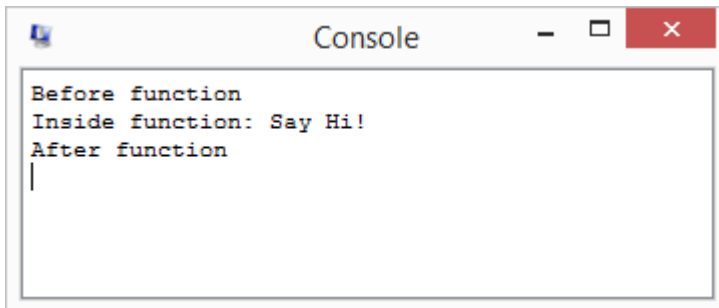 Console
Before function
Inside function: Say Hi!
After function